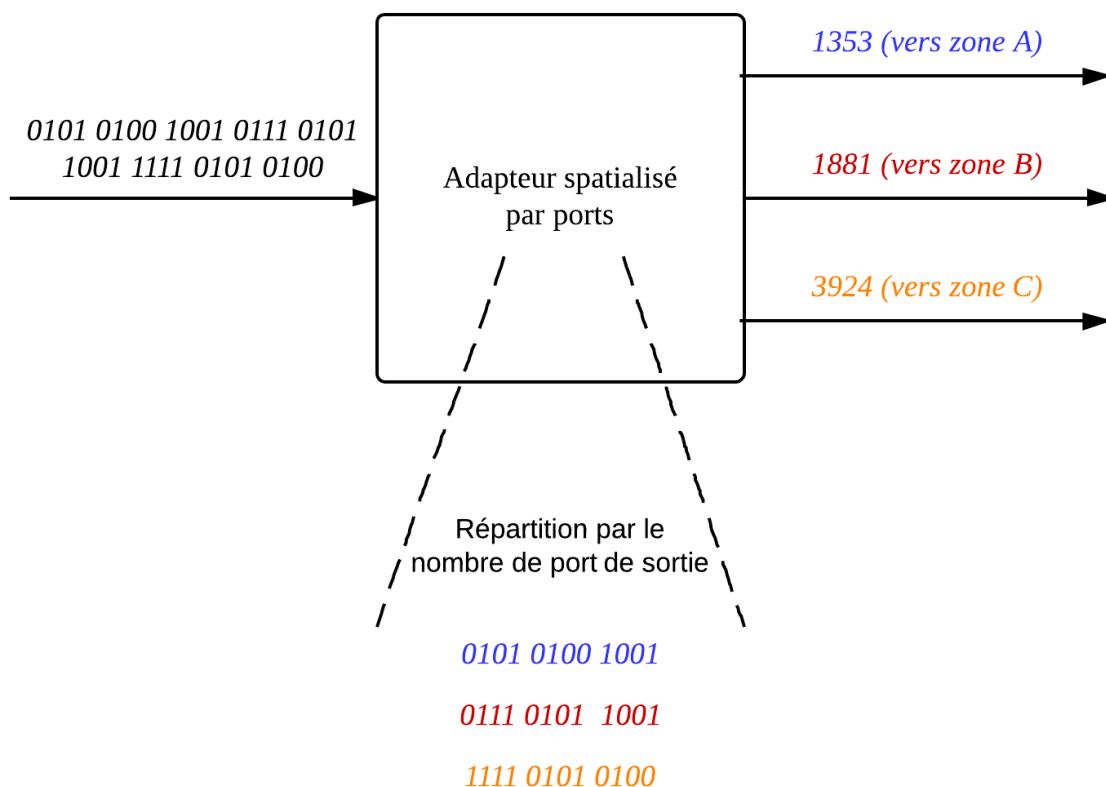 0101 0100 1001 0111 0101
1001 1111 0101 0100
Adapteur spatialisé
par ports
1353 (vers zone A)
1881 (vers zone B)
3924 (vers zone C)
Répartition par le
nombre de port de sortie
0101 0100 1001
0111 0101 1001
1111 0101 0100